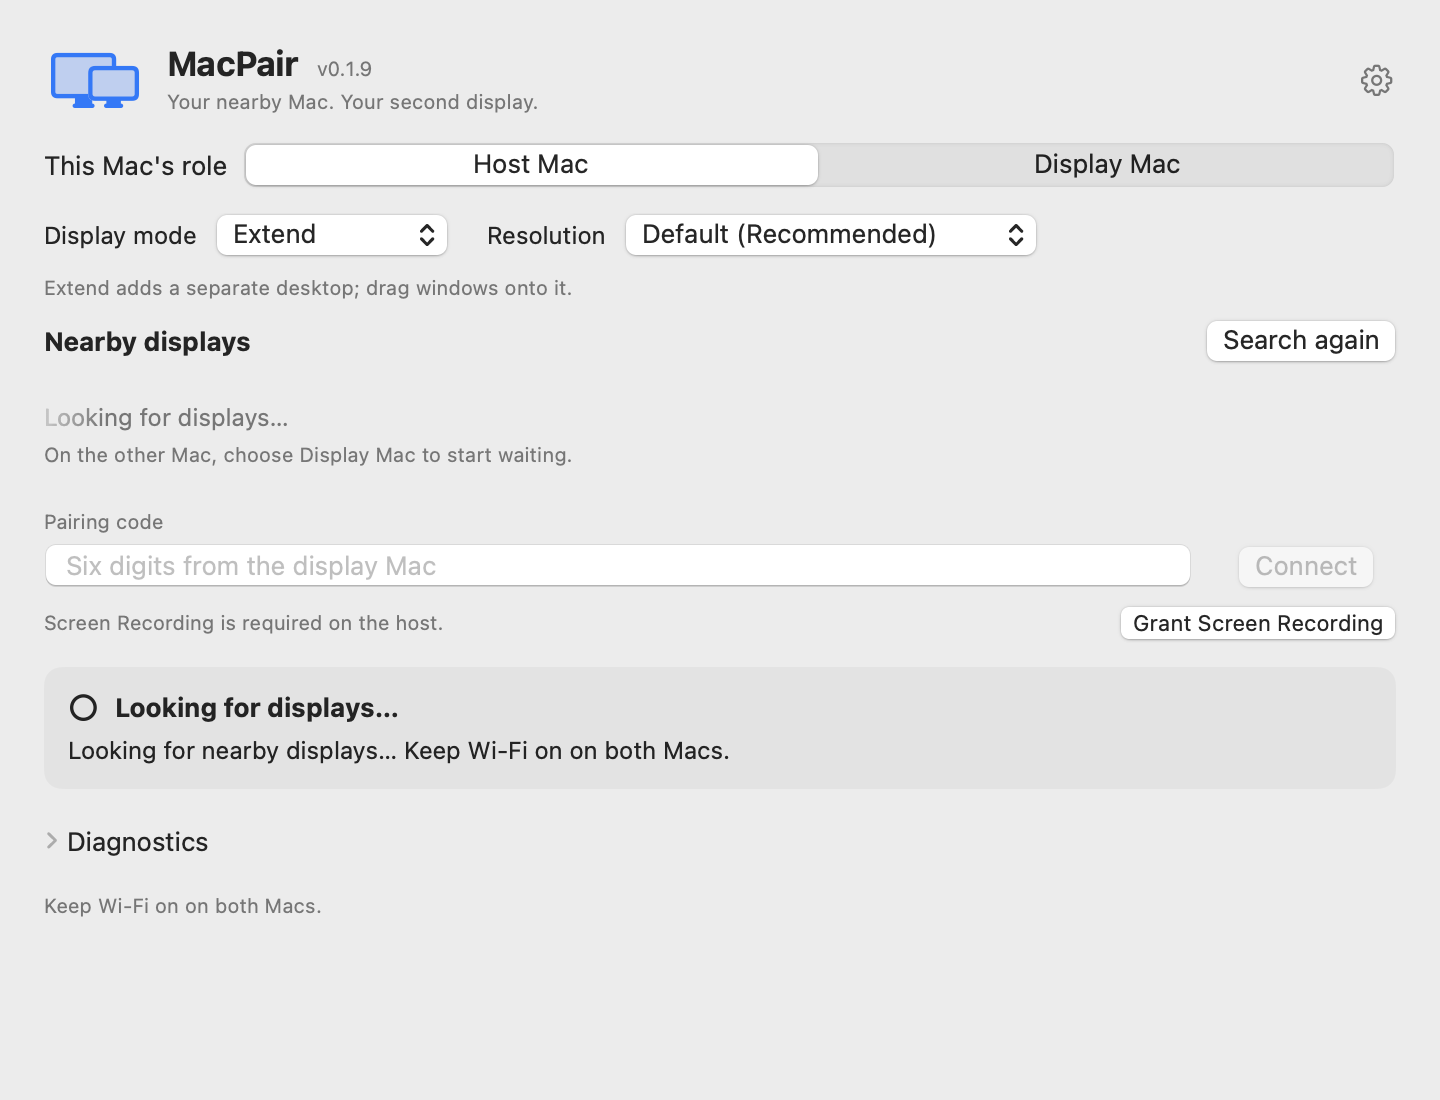 MacPair v0.1.9
Your nearby Mac. Your second display.
This Mac's role Host Mac Display Mac
Display mode Extend Resolution Default (Recommended)
Extend adds a separate desktop; drag windows onto it.
Nearby displays Search again
Looking for displays...
On the other Mac, choose Display Mac to start waiting.
Pairing code
Six digits from the display Mac Connect
Screen Recording is required on the host. Grant Screen Recording
Looking for displays...
Looking for nearby displays... Keep Wi-Fi on on both Macs.
Diagnostics
Keep Wi-Fi on on both Macs.